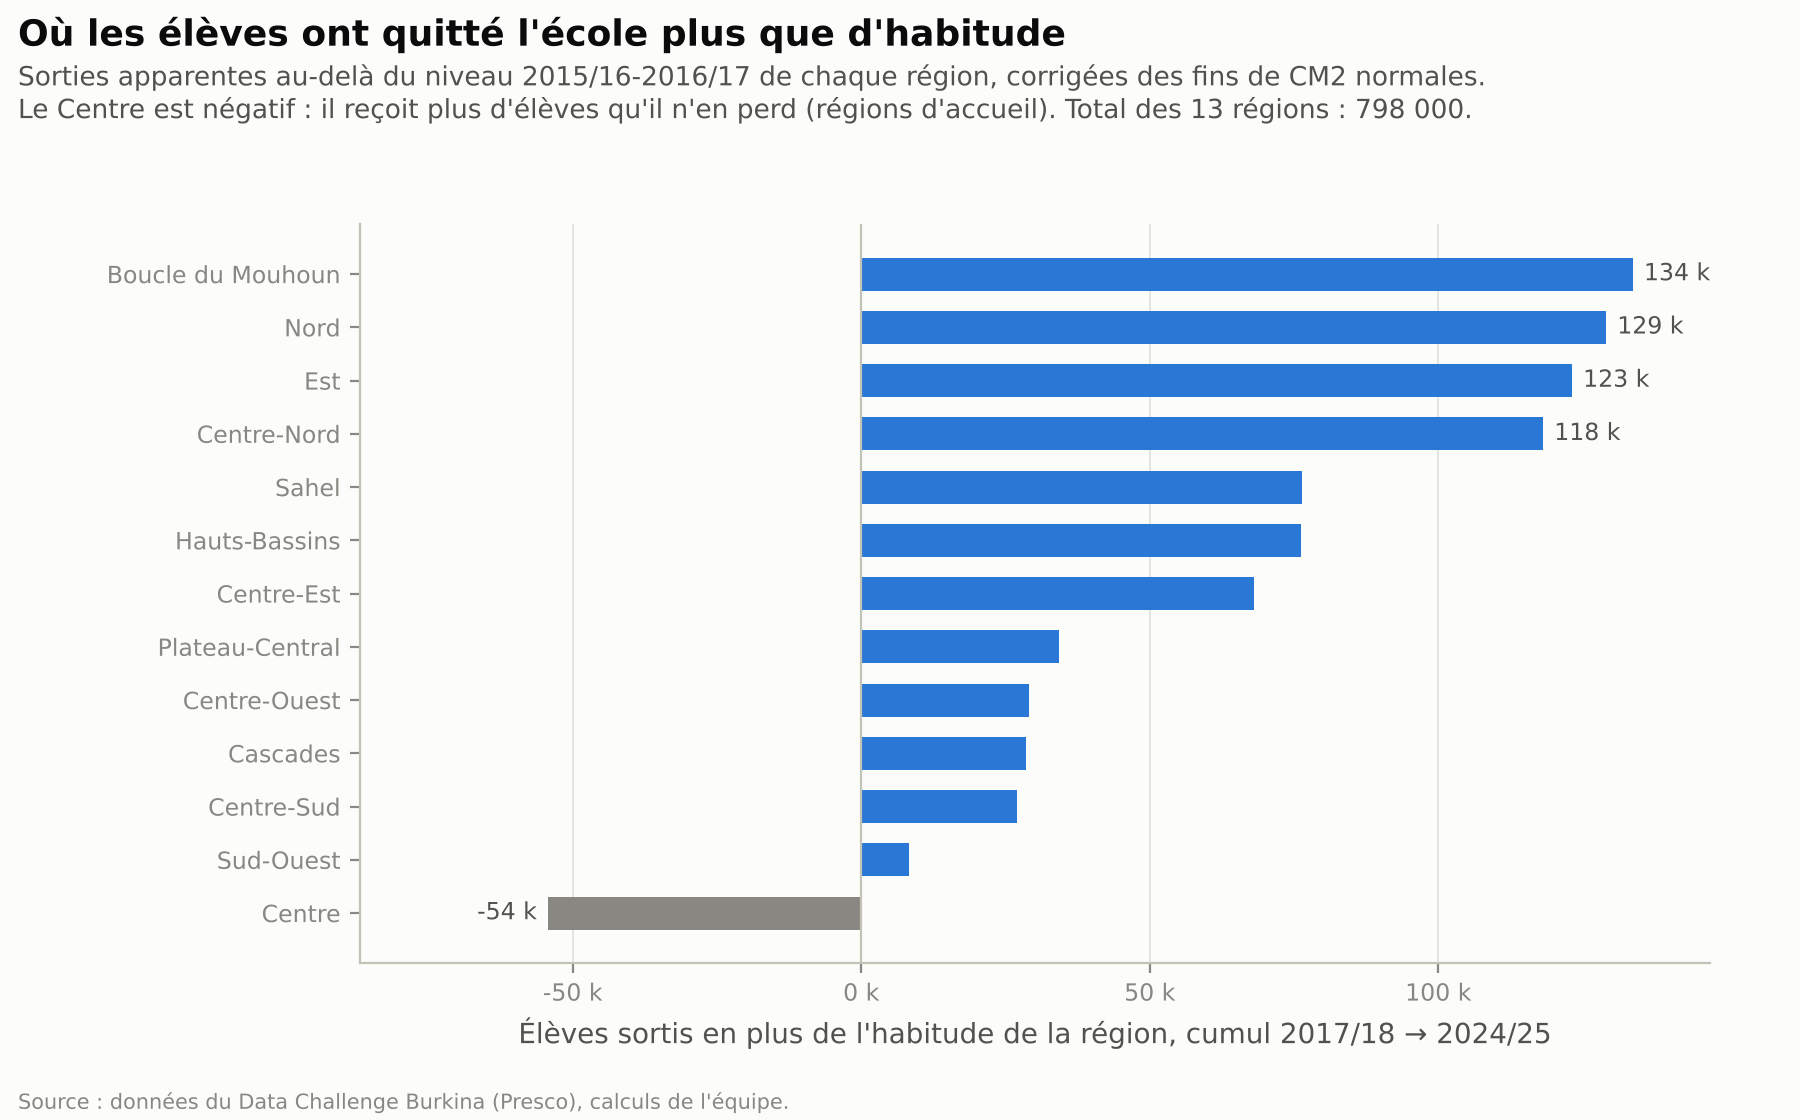 Où les élèves ont quitté l'école plus que d'habitude
Sorties apparentes au-delà du niveau 2015/16-2016/17 de chaque région, corrigées des fins de CM2 normales.
Le Centre est négatif : il reçoit plus d'élèves qu'il n'en perd (régions d'accueil). Total des 13 régions : 798 000.
Boucle du Mouhoun 134 k
Nord 129 k
Est 123 k
Centre-Nord 118 k
Sahel
Hauts-Bassins
Centre-Est
Plateau-Central
Centre-Ouest
Cascades
Centre-Sud
Sud-Ouest
Centre -54 k
-50 k 0 k 50 k 100 k
Élèves sortis en plus de l'habitude de la région, cumul 2017/18 → 2024/25
Source : données du Data Challenge Burkina (Presco), calculs de l'équipe.